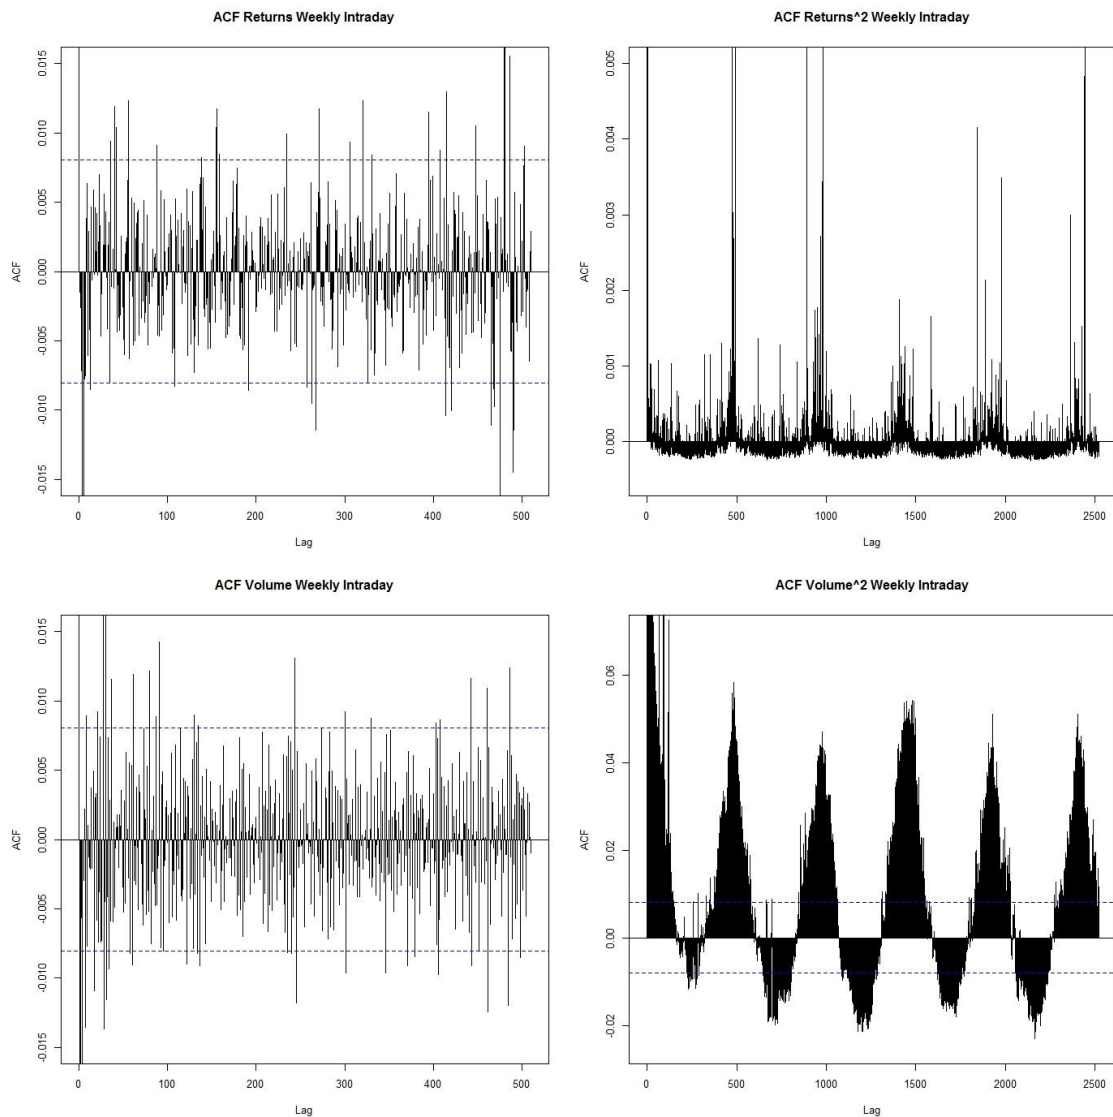 ACF Returns Weekly Intraday
ACF
0.015
0.010
0.005
0.000
-0.005
-0.010
-0.015
0 100 200 300 400 500
Lag
ACF Returns^2 Weekly Intraday
ACF
0.005
0.004
0.003
0.002
0.001
0.000
0 500 1000 1500 2000 2500
Lag
ACF Volume Weekly Intraday
ACF
0.015
0.010
0.005
0.000
-0.005
-0.010
-0.015
0 100 200 300 400 500
Lag
ACF Volume^2 Weekly Intraday
ACF
0.06
0.04
0.02
0.00
-0.02
0 500 1000 1500 2000 2500
Lag